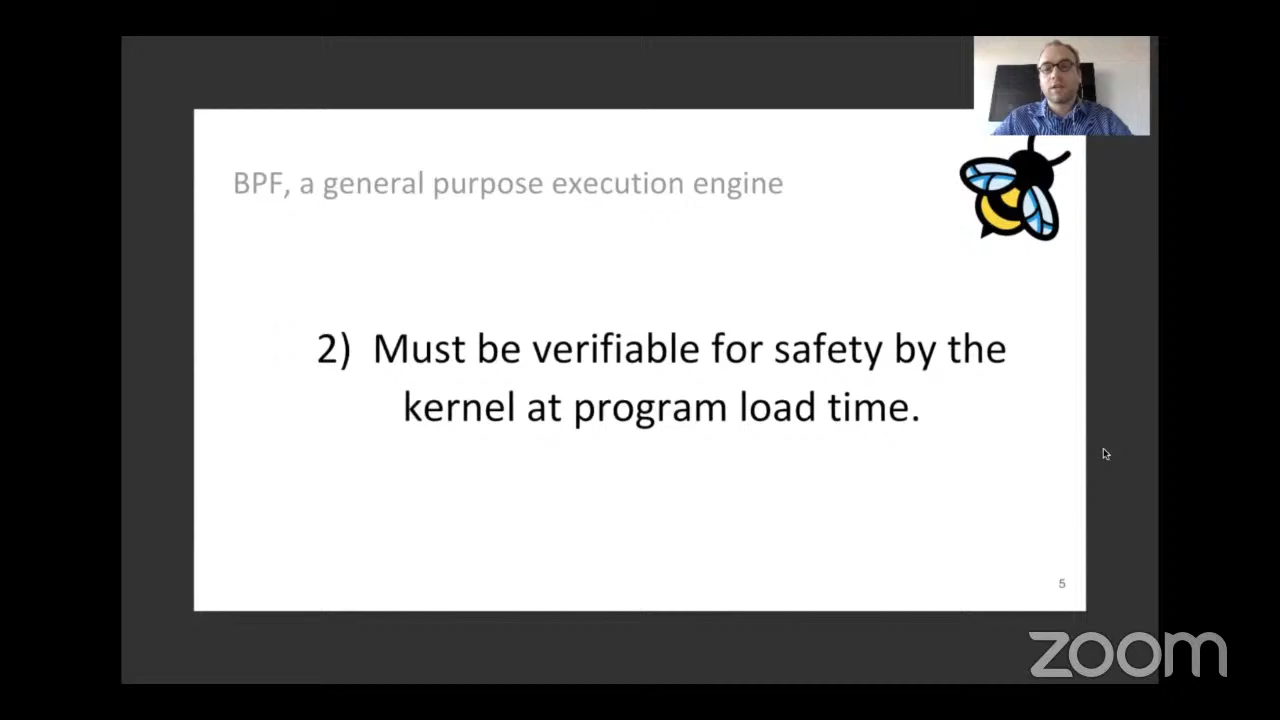 BPF, a general purpose execution engine
2) Must be verifiable for safety by the
kernel at program load time.
5
zoom